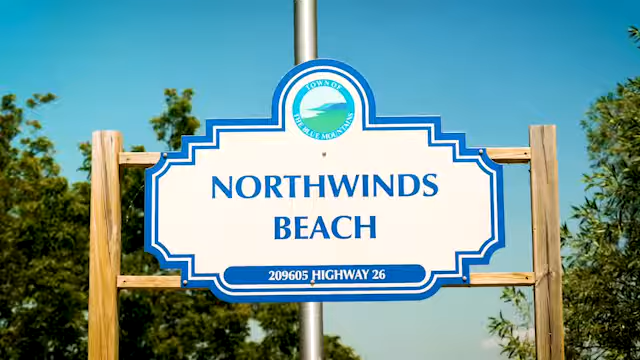 TOWN OF
THE BLUE MOUNTAINS
NORTHWINDS
BEACH
209605 HIGHWAY 26